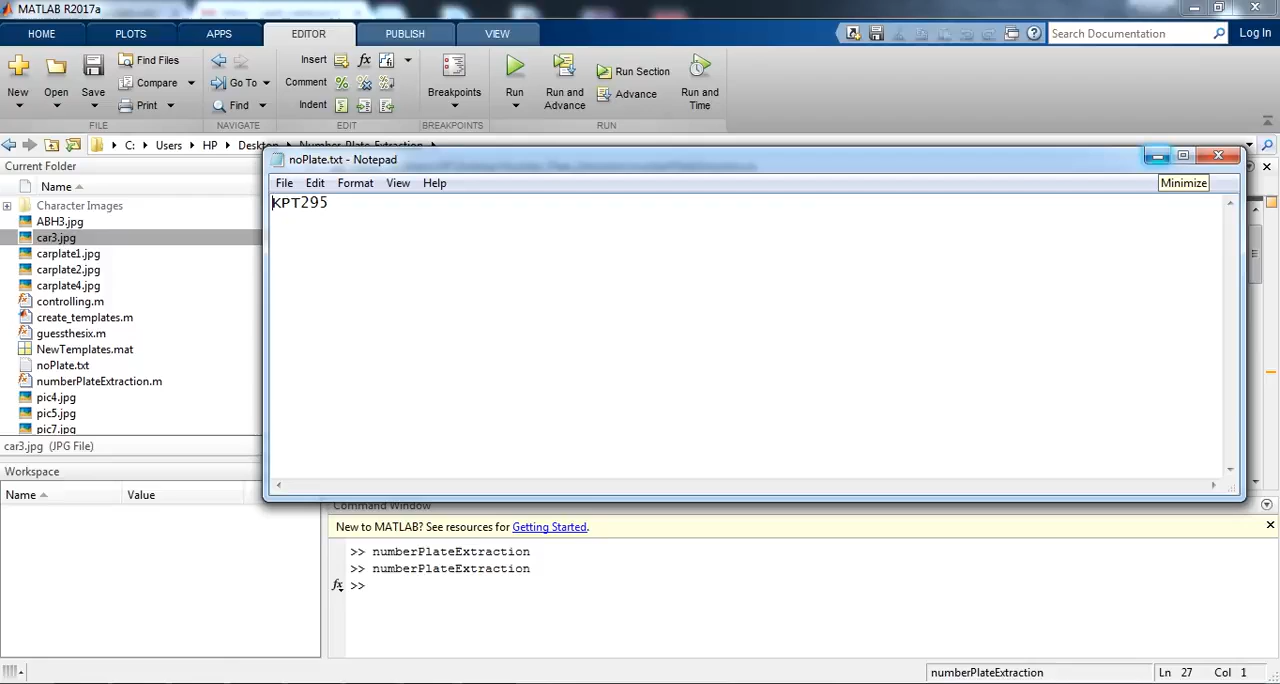 MATLAB R2017a
HOME PLOTS APPS EDITOR PUBLISH VIEW
Search Documentation
Log In
New
Open
Save
Find Files
Compare
Print
FILE
Go To
Find
NAVIGATE
Insert
Comment
Indent
EDIT
Breakpoints
BREAKPOINTS
Run
Run and Advance
Run Section
Advance
Run and Time
RUN
C: Users HP Desktop Number Plate Extraction
Current Folder
Name
Character Images
ABH3.jpg
car3.jpg
carplate1.jpg
carplate2.jpg
carplate4.jpg
controlling.m
create_templates.m
guessthesix.m
NewTemplates.mat
noPlate.txt
numberPlateExtraction.m
pic4.jpg
pic5.jpg
pic7.jpg
car3.jpg (JPG File)
Workspace
Name Value
noPlate.txt - Notepad
File Edit Format View Help
Minimize
KPT295
Command Window
New to MATLAB? See resources for Getting Started.
>> numberPlateExtraction
>> numberPlateExtraction
fx >>
numberPlateExtraction
Ln 27 Col 1